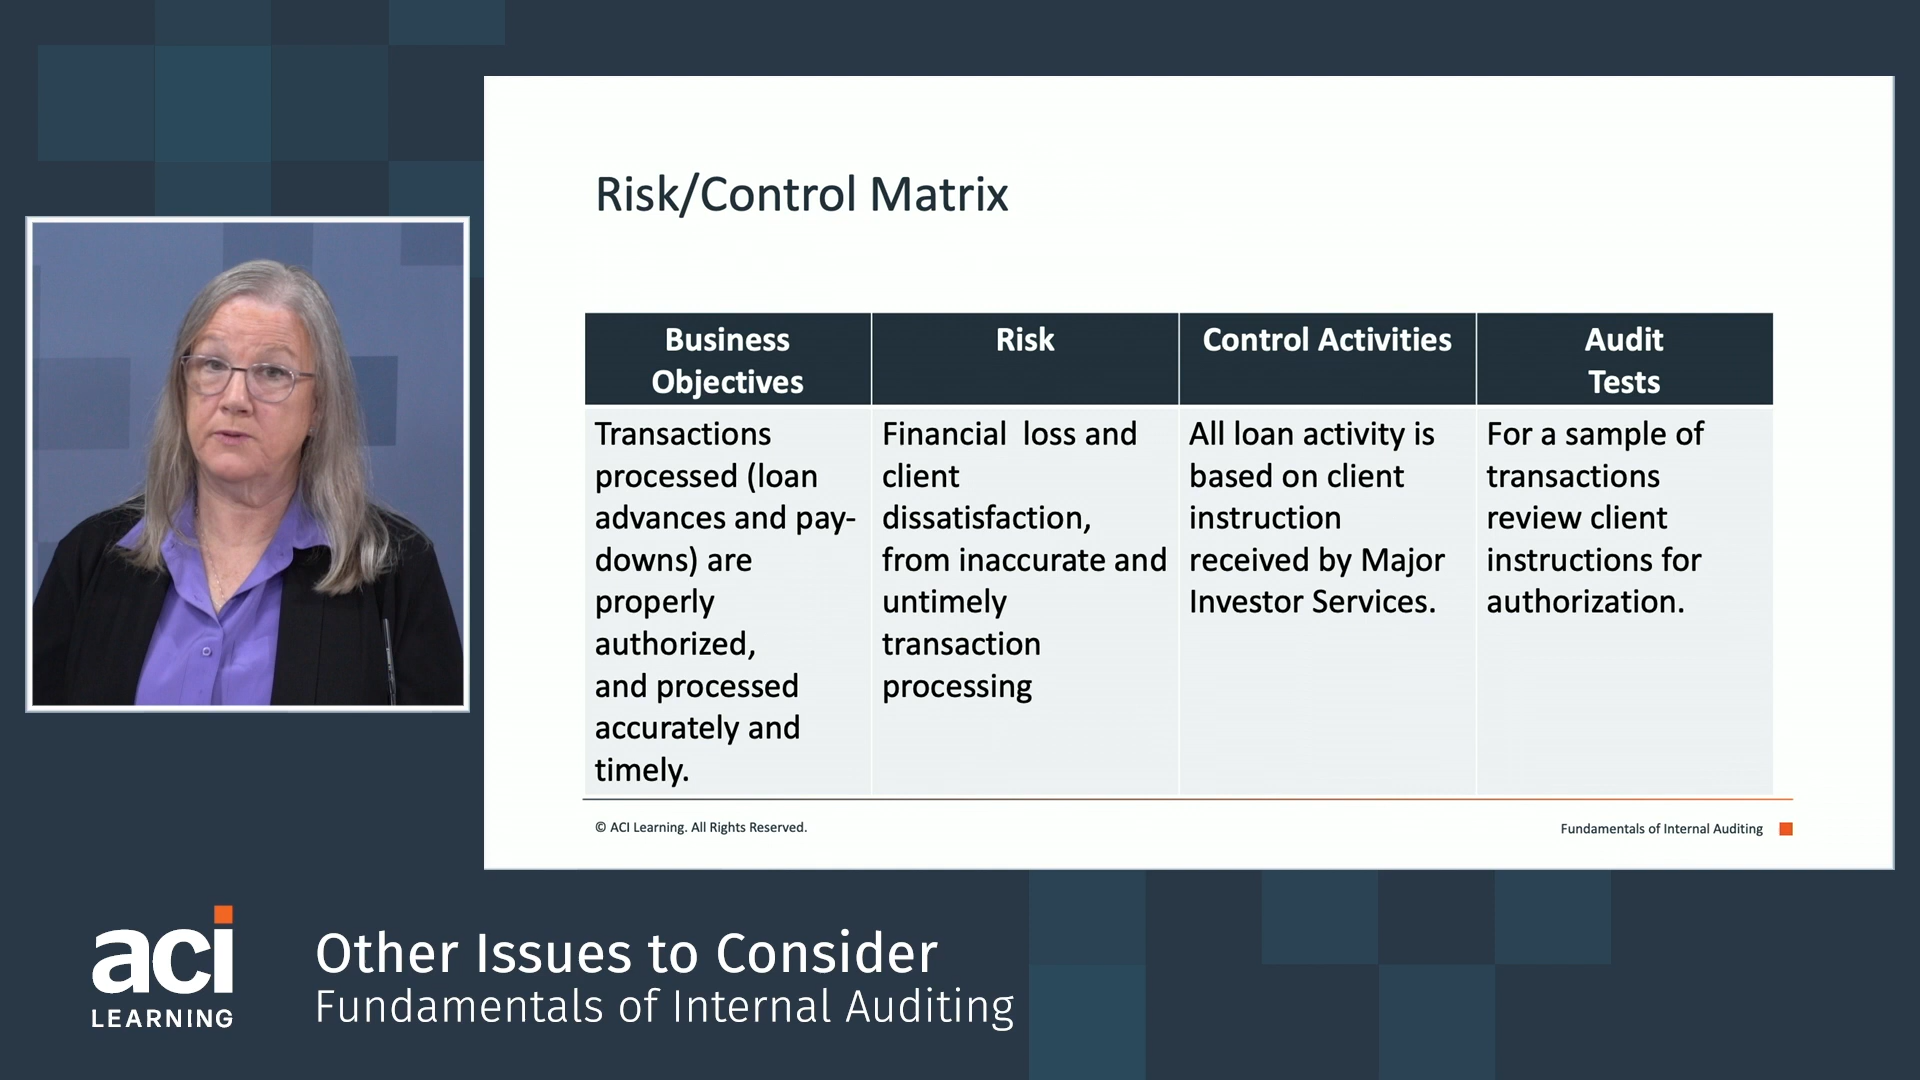 Risk/Control Matrix
Business
Objectives
Risk
Control Activities
Audit
Tests
Transactions
processed (loan
advances and pay-
downs) are
properly
authorized,
and processed
accurately and
timely.
Financial loss and
client
dissatisfaction,
from inaccurate and
untimely
transaction
processing
All loan activity is
based on client
instruction
received by Major
Investor Services.
For a sample of
transactions
review client
instructions for
authorization.
© ACI Learning. All Rights Reserved.
Fundamentals of Internal Auditing
aci
LEARNING
Other Issues to Consider
Fundamentals of Internal Auditing